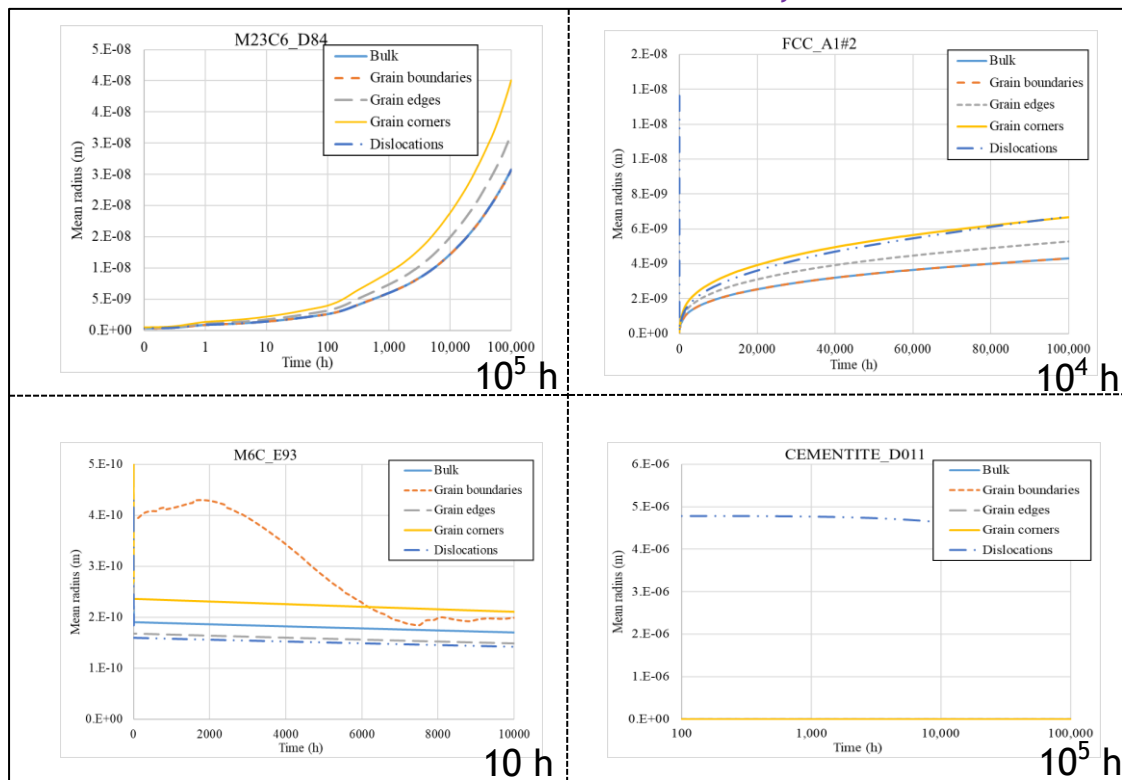 M23C6_D84
5.E-08
4.E-08
4.E-08
3.E-08
3.E-08
2.E-08
2.E-08
1.E-08
5.E-09
0.E+00
Mean radius (m)
Bulk
Grain boundaries
Grain edges
Grain corners
Dislocations
0 1 10 100 1,000 10,000 100,000
Time (h)
10⁵ h
FCC_A1#2
2.E-08
1.E-08
1.E-08
1.E-08
8.E-09
6.E-09
4.E-09
2.E-09
0.E+00
Mean radius (m)
Bulk
Grain boundaries
Grain edges
Grain corners
Dislocations
0 20,000 40,000 60,000 80,000 100,000
Time (h)
10⁴ h
M6C_E93
5.E-10
4.E-10
3.E-10
2.E-10
1.E-10
0.E+00
Mean radius (m)
Bulk
Grain boundaries
Grain edges
Grain corners
Dislocations
0 2000 4000 6000 8000 10000
Time (h)
10 h
CEMENTITE_D011
6.E-06
5.E-06
4.E-06
3.E-06
2.E-06
1.E-06
0.E+00
Mean radius (m)
Bulk
Grain boundaries
Grain edges
Grain corners
Dislocations
100 1,000 10,000 100,000
Time (h)
10⁵ h